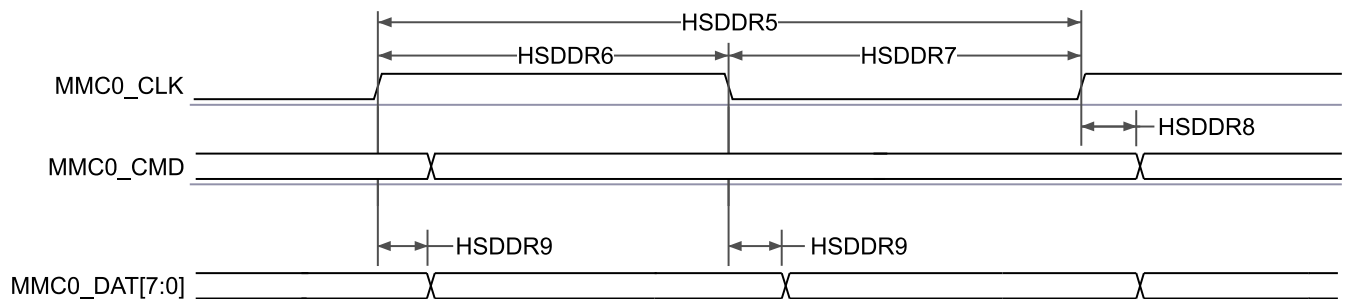 HSDDR5
HSDDR6 HSDDR7
MMC0_CLK
HSDDR8
MMC0_CMD
HSDDR9 HSDDR9
MMC0_DAT[7:0]